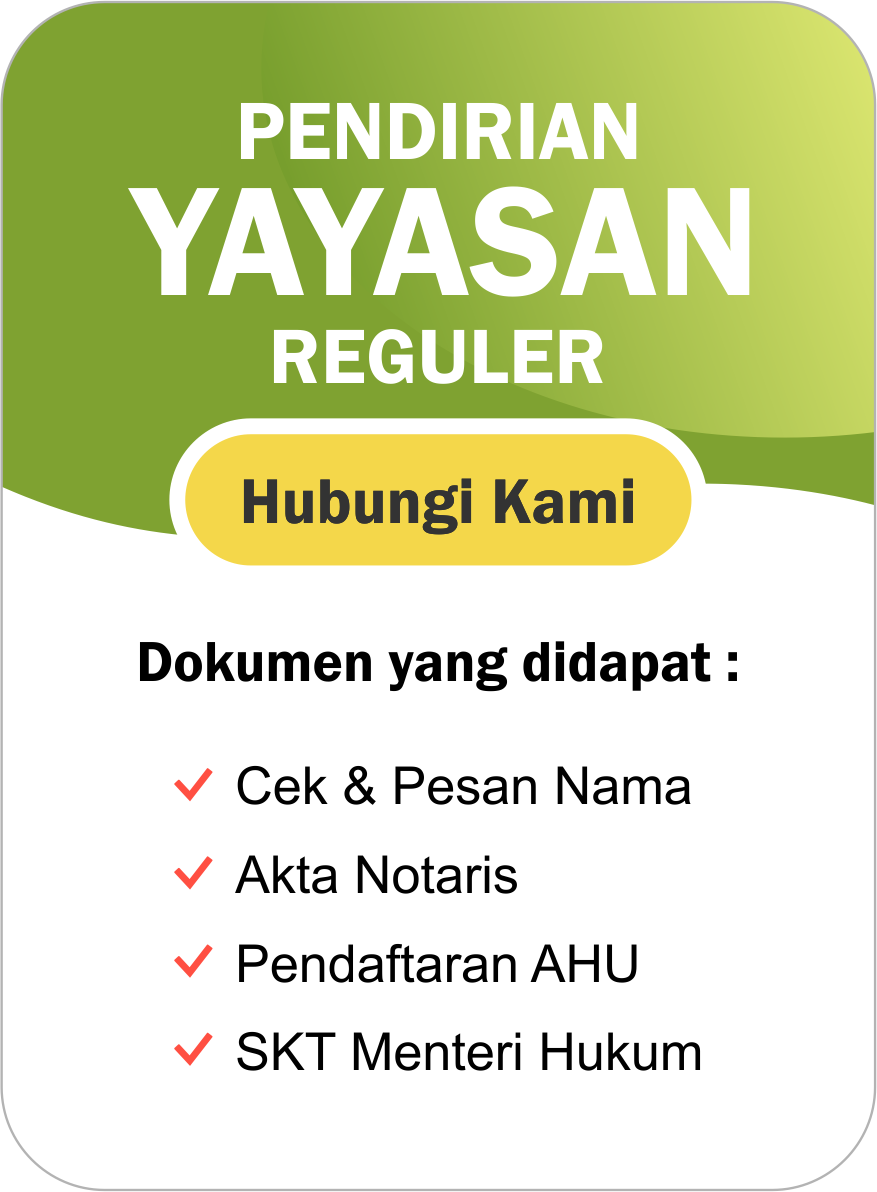 PENDIRIAN
YAYASAN
REGULER
Hubungi Kami
Dokumen yang didapat :
Cek & Pesan Nama
Akta Notaris
Pendaftaran AHU
SKT Menteri Hukum